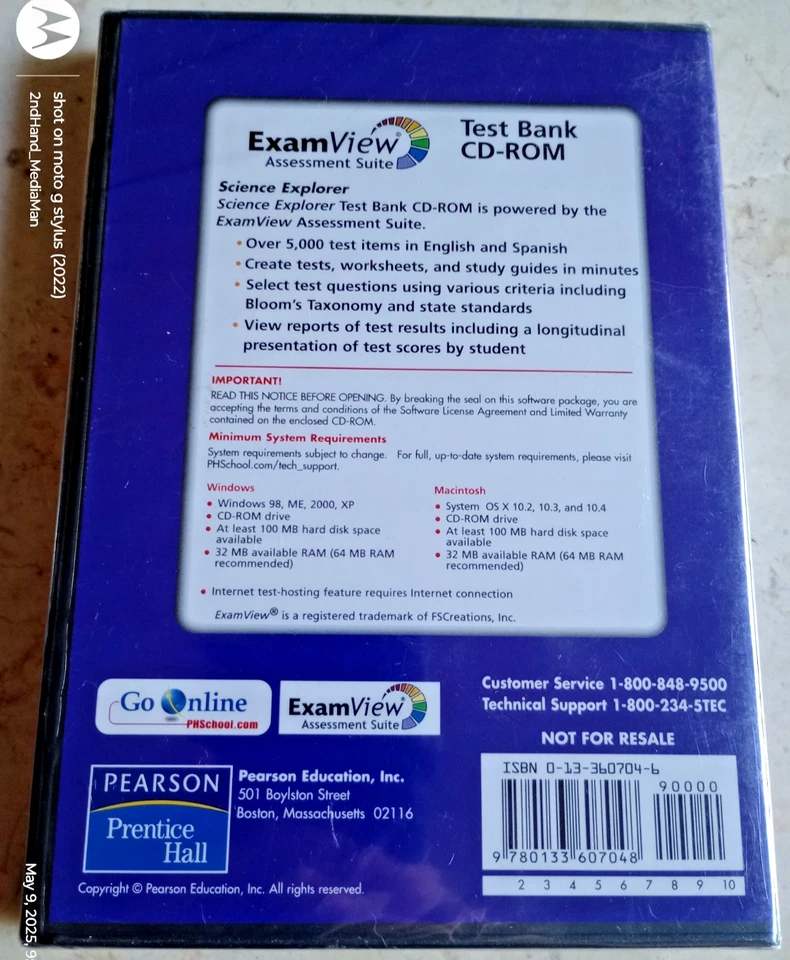 shot on moto g stylus (2022)
2ndHand_MediaMan
May 9, 2025, 9
ExamView®
Assessment Suite
Test Bank
CD-ROM
Science Explorer
Science Explorer Test Bank CD-ROM is powered by the
ExamView Assessment Suite.
• Over 5,000 test items in English and Spanish
• Create tests, worksheets, and study guides in minutes
• Select test questions using various criteria including
Bloom's Taxonomy and state standards
• View reports of test results including a longitudinal
presentation of test scores by student
IMPORTANT!
READ THIS NOTICE BEFORE OPENING. By breaking the seal on this software package, you are
accepting the terms and conditions of the Software License Agreement and Limited Warranty
contained on the enclosed CD-ROM.
Minimum System Requirements
System requirements subject to change. For full, up-to-date system requirements, please visit
PHSchool.com/tech_support.
Windows
• Windows 98, ME, 2000, XP
• CD-ROM drive
• At least 100 MB hard disk space
available
• 32 MB available RAM (64 MB RAM
recommended)
Macintosh
• System OS X 10.2, 10.3, and 10.4
• CD-ROM drive
• At least 100 MB hard disk space
available
• 32 MB available RAM (64 MB RAM
recommended)
• Internet test-hosting feature requires Internet connection
ExamView® is a registered trademark of FSCreations, Inc.
Go Online
PHSchool.com
ExamView®
Assessment Suite
Customer Service 1-800-848-9500
Technical Support 1-800-234-5TEC
NOT FOR RESALE
PEARSON
Prentice
Hall
Pearson Education, Inc.
501 Boylston Street
Boston, Massachusetts 02116
ISBN 0-13-360704-6
90000
9 780133 607048
2 3 4 5 6 7 8 9 10
Copyright © Pearson Education, Inc. All rights reserved.